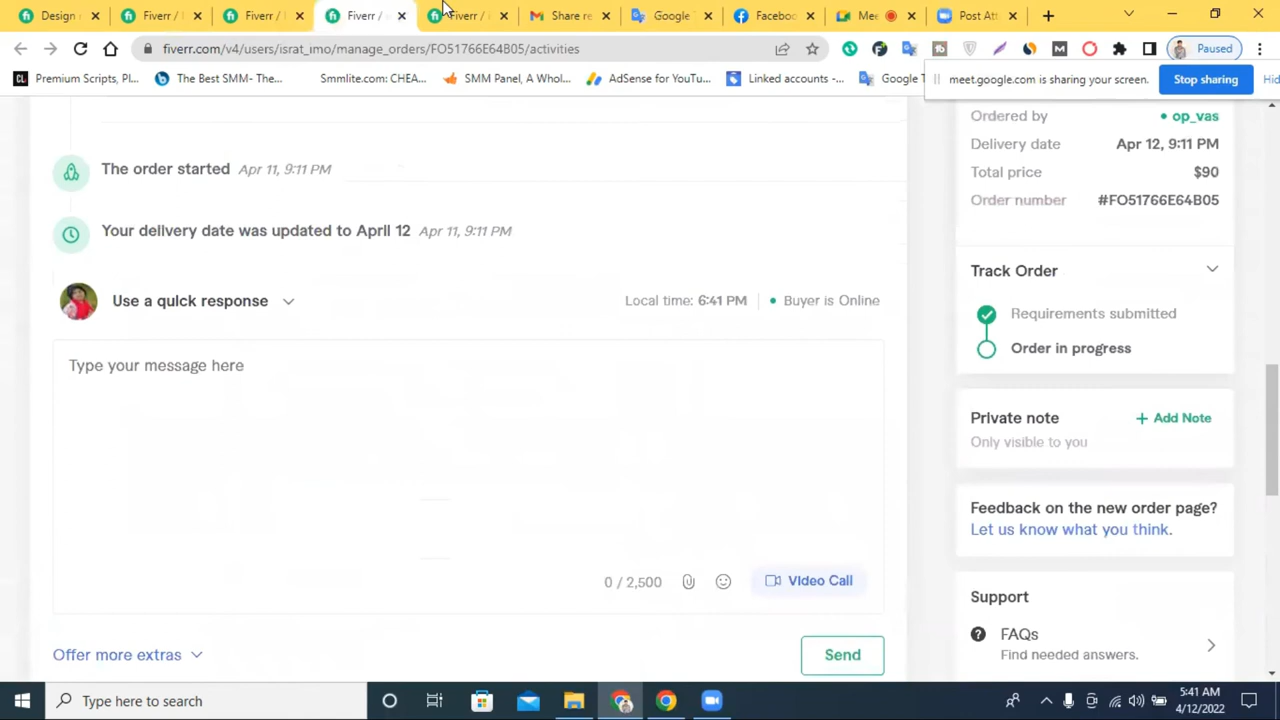 Design
Fiverr /
Fiverr /
Fiverr /
Fiverr /
Share re
Google
Faceboo
Mee
Post Att
fiverr.com/v4/users/israt_imo/manage_orders/FO51766E64B05/activities
Paused
Premium Scripts, Pl...
The Best SMM- The...
Smmlite.com: CHEA...
SMM Panel, A Whol...
AdSense for YouTu...
Linked accounts -...
Google T
meet.google.com is sharing your screen.
Stop sharing
Hid
Ordered by
op_vas
Delivery date
Apr 12, 9:11 PM
Total price
$90
Order number
#FO51766E64B05
The order started Apr 11, 9:11 PM
Your delivery date was updated to April 12 Apr 11, 9:11 PM
Track Order
Requirements submitted
Order in progress
Use a quick response
Local time: 6:41 PM
Buyer is Online
Type your message here
0 / 2,500
Video Call
Offer more extras
Send
Private note
+ Add Note
Only visible to you
Feedback on the new order page?
Let us know what you think.
Support
FAQs
Find needed answers.
Type here to search
5:41 AM
4/12/2022